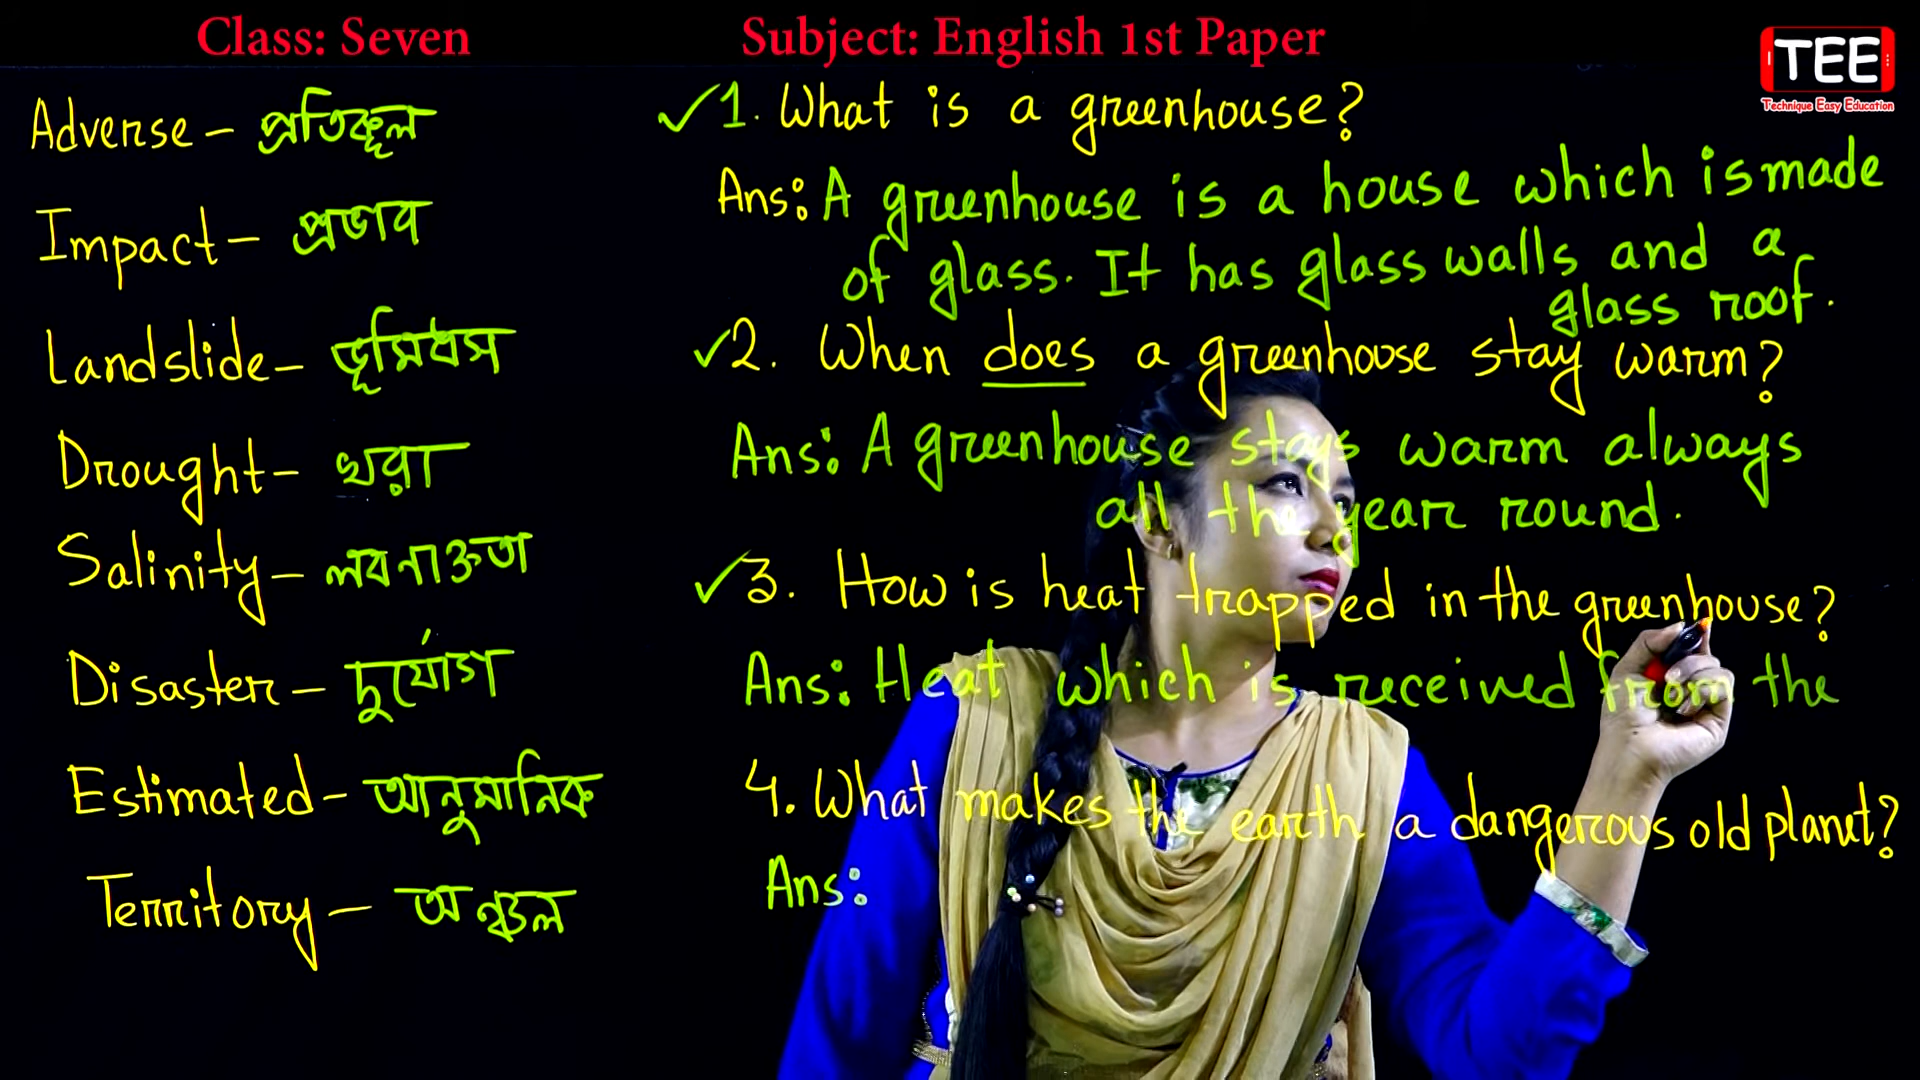 Class: Seven
Subject: English 1st Paper
TEE
Technique Easy Education
Adverse – প্রতিকূল
Impact – প্রভাব
Landslide – ভূমিধস
Drought – খরা
Salinity – লবনাক্ততা
Disaster – দুর্যোগ
Estimated – আনুমানিক
Territory – অঞ্চল
✓1. What is a greenhouse?
Ans: A greenhouse is a house which is made
of glass. It has glass walls and a
glass roof.
✓2. When does a greenhouse stay warm?
Ans: A greenhouse stays warm always
all the year round.
✓3. How is heat trapped in the greenhouse?
Ans: Heat which is received from the
4. What makes the earth a dangerous old planet?
Ans: